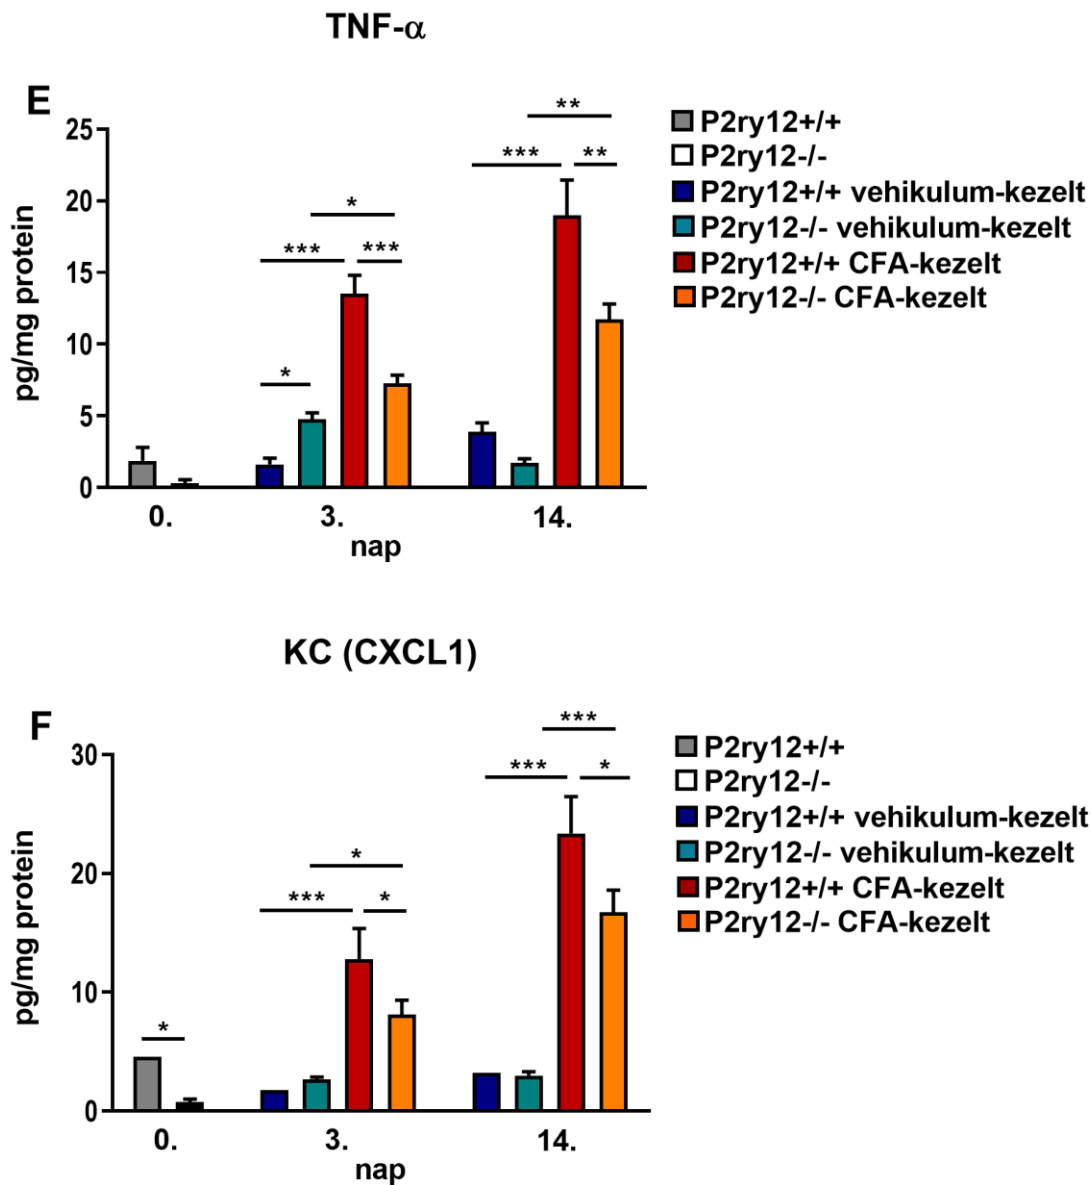 TNF-α
E
25
20
15
10
5
0
pg/mg protein
**
***
**
*
***
***
*
0.
3.
14.
nap
P2ry12+/+
P2ry12-/-
P2ry12+/+ vehikulum-kezelt
P2ry12-/- vehikulum-kezelt
P2ry12+/+ CFA-kezelt
P2ry12-/- CFA-kezelt
KC (CXCL1)
F
30
20
10
0
pg/mg protein
***
***
*
*
***
*
*
0.
3.
14.
nap
P2ry12+/+
P2ry12-/-
P2ry12+/+ vehikulum-kezelt
P2ry12-/- vehikulum-kezelt
P2ry12+/+ CFA-kezelt
P2ry12-/- CFA-kezelt